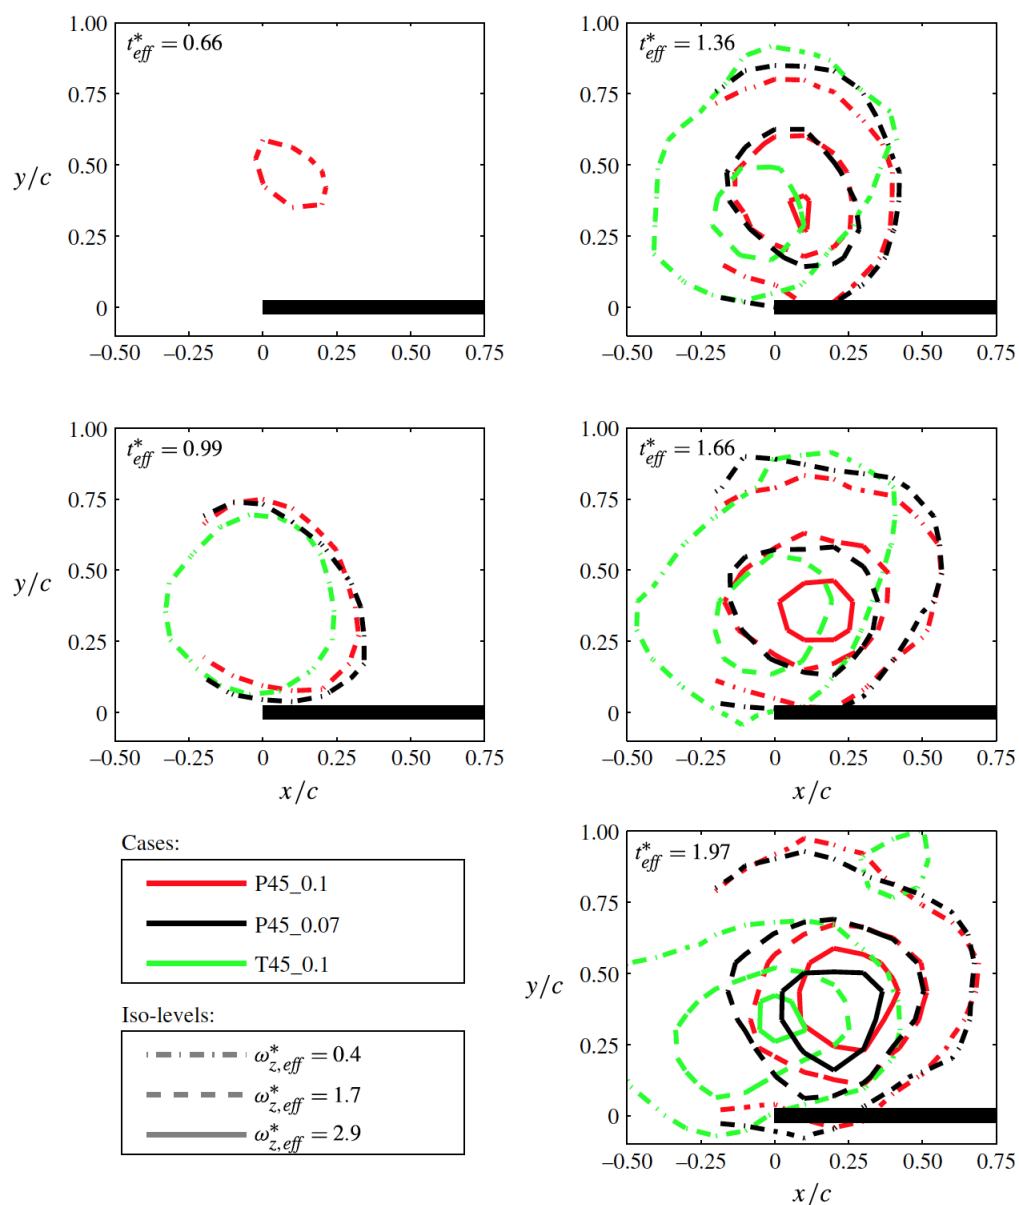 1.00
t*eff = 0.66
0.75
y/c
0.50
0.25
0
–0.50 –0.25 0 0.25 0.50 0.75
1.00
t*eff = 1.36
0.75
0.50
0.25
0
–0.50 –0.25 0 0.25 0.50 0.75
1.00
t*eff = 0.99
0.75
y/c
0.50
0.25
0
–0.50 –0.25 0 0.25 0.50 0.75
x/c
1.00
t*eff = 1.66
0.75
0.50
0.25
0
–0.50 –0.25 0 0.25 0.50 0.75
x/c
Cases:
P45_0.1
P45_0.07
T45_0.1
Iso-levels:
ω*z,eff = 0.4
ω*z,eff = 1.7
ω*z,eff = 2.9
1.00
t*eff = 1.97
0.75
y/c
0.50
0.25
0
–0.50 –0.25 0 0.25 0.50 0.75
x/c